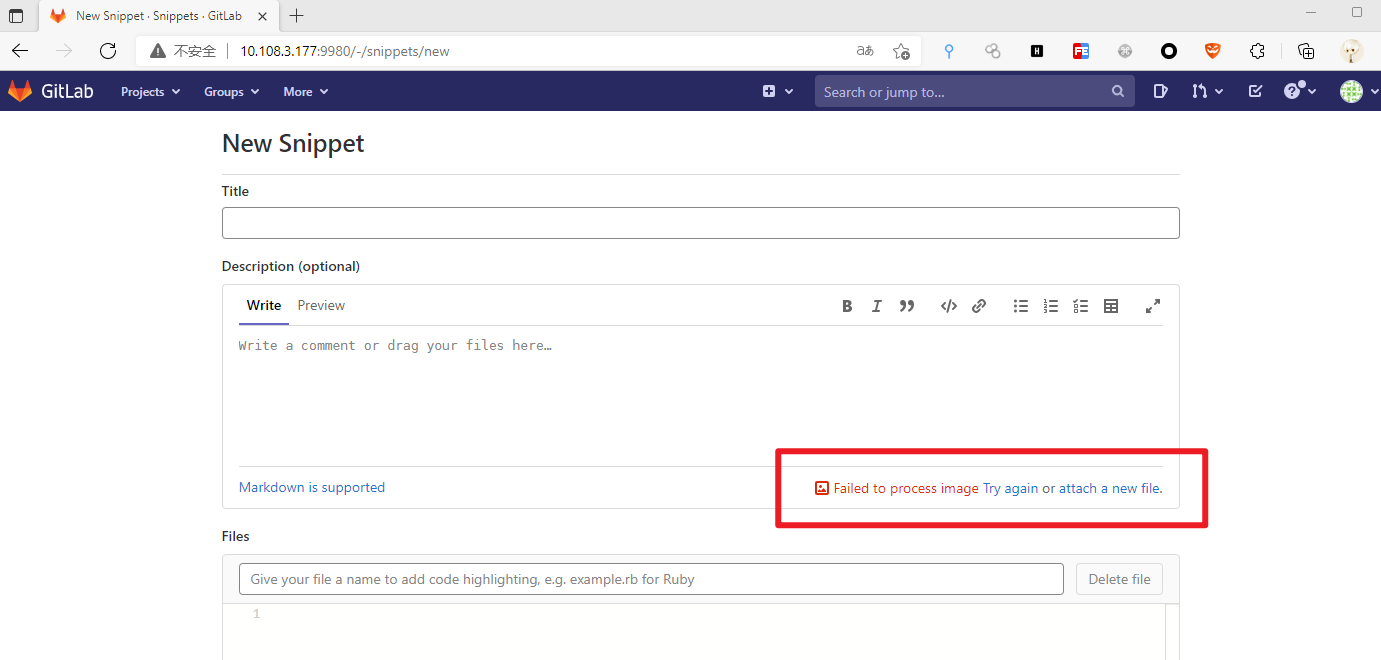 New Snippet · Snippets · GitLab
不安全 10.108.3.177:9980/-/snippets/new aあ
H FE
GitLab Projects Groups More Search or jump to...
New Snippet
Title
Description (optional)
Write Preview B I
Write a comment or drag your files here…
Markdown is supported Failed to process image Try again or attach a new file.
Files
Give your file a name to add code highlighting, e.g. example.rb for Ruby Delete file
1